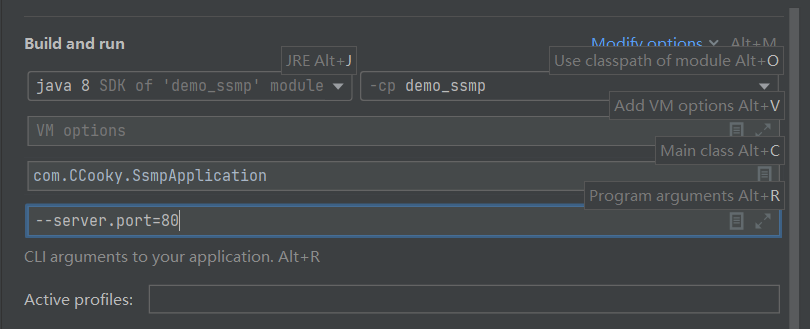 Build and run
Modify options Alt+M
JRE Alt+J
Use classpath of module Alt+O
java 8 SDK of 'demo_ssmp' module
-cp demo_ssmp
Add VM options Alt+V
VM options
Main class Alt+C
com.CCooky.SsmpApplication
Program arguments Alt+R
--server.port=80
CLI arguments to your application. Alt+R
Active profiles: